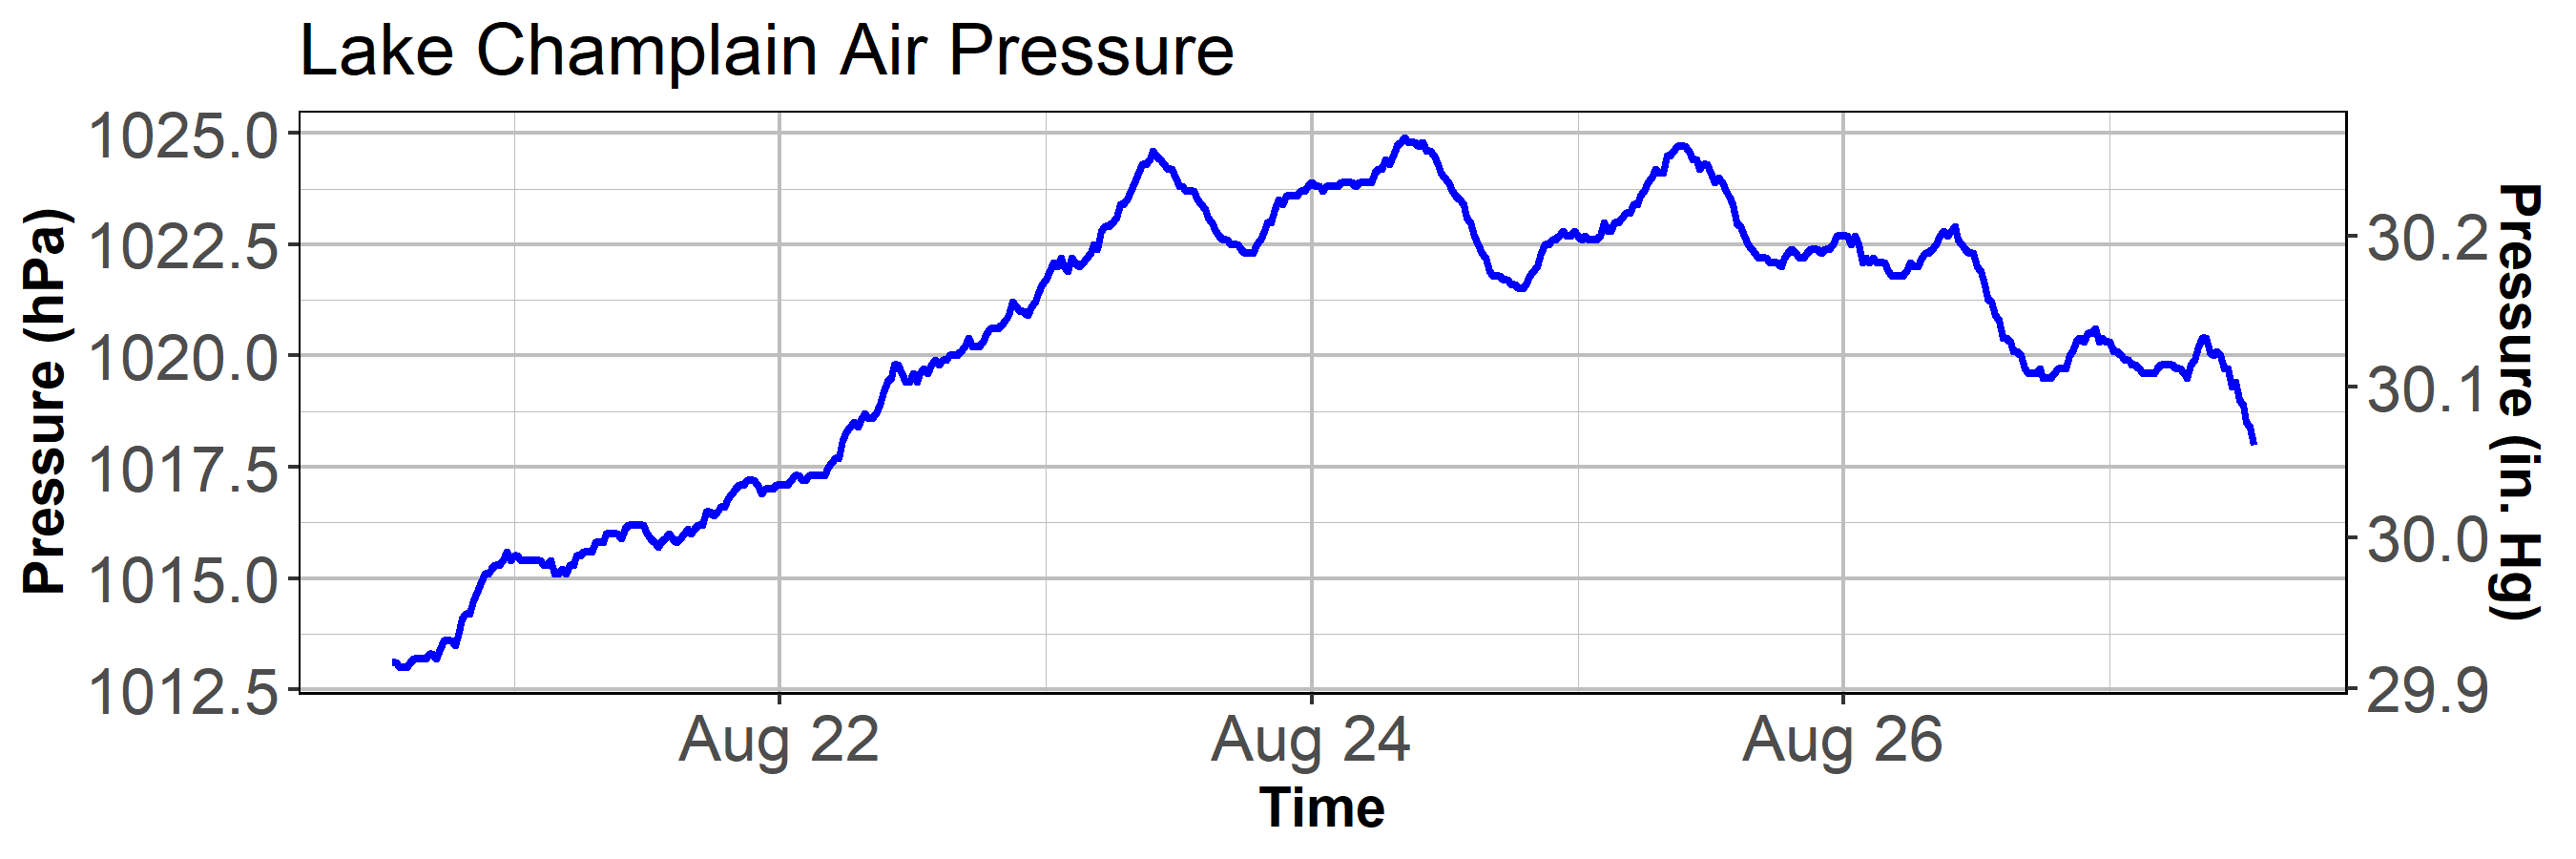 Lake Champlain Air Pressure
Pressure (hPa)
1025.0
1022.5
1020.0
1017.5
1015.0
1012.5
Aug 22
Aug 24
Aug 26
Time
30.2
30.1
30.0
29.9
Pressure (in. Hg)